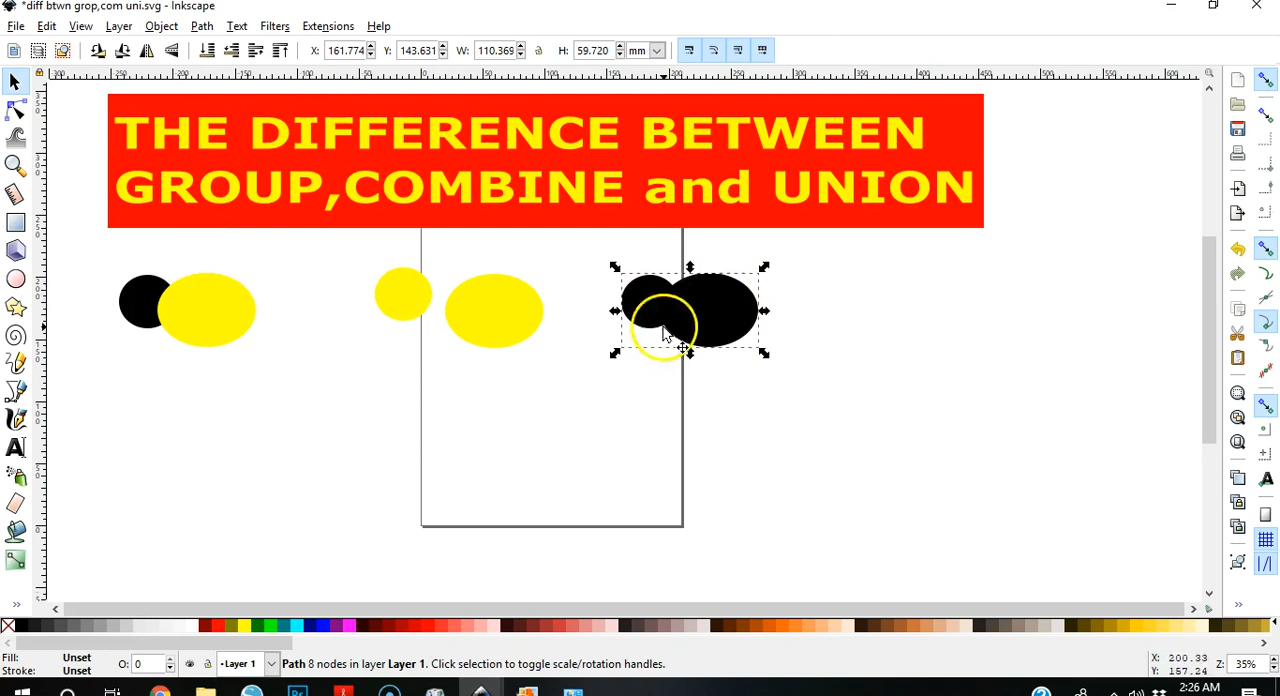 *diff btwn grop,com uni.svg - Inkscape
File Edit View Layer Object Path Text Filters Extensions Help
X: 161.774 Y: 143.631 W: 110.369 H: 59.720 mm
THE DIFFERENCE BETWEEN
GROUP,COMBINE and UNION
Fill: Unset O: 0 Layer 1 Path 8 nodes in layer Layer 1. Click selection to toggle scale/rotation handles. X: 200.33 Z: 35%
Stroke: Unset Y: 157.24
2:26 AM